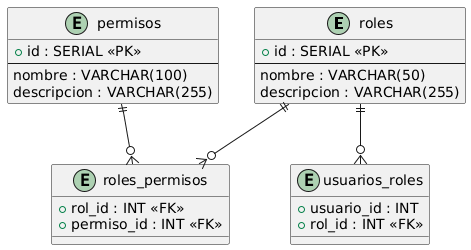 E permisos
id : SERIAL «PK»
nombre : VARCHAR(100)
descripcion : VARCHAR(255)
E roles
id : SERIAL «PK»
nombre : VARCHAR(50)
descripcion : VARCHAR(255)
E roles_permisos
rol_id : INT «FK»
permiso_id : INT «FK»
E usuarios_roles
usuario_id : INT
rol_id : INT «FK»